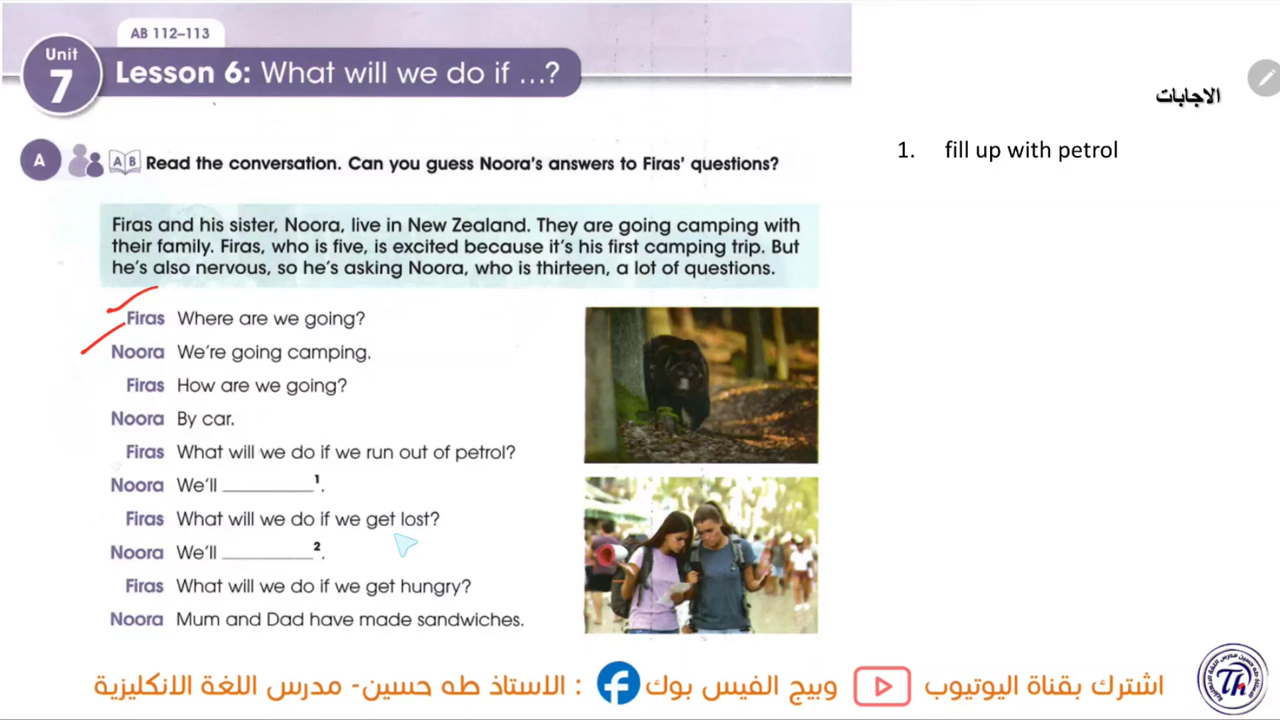 AB 112–113
Unit
7
Lesson 6: What will we do if ...?
الاجابات
A
AB Read the conversation. Can you guess Noora's answers to Firas' questions?
1. fill up with petrol
Firas and his sister, Noora, live in New Zealand. They are going camping with
their family. Firas, who is five, is excited because it's his first camping trip. But
he's also nervous, so he's asking Noora, who is thirteen, a lot of questions.
Firas Where are we going?
Noora We're going camping.
Firas How are we going?
Noora By car.
Firas What will we do if we run out of petrol?
Noora We'll __________ 1.
Firas What will we do if we get lost?
Noora We'll __________ 2.
Firas What will we do if we get hungry?
Noora Mum and Dad have made sandwiches.
اشترك بقناة اليوتيوب وبيج الفيس بوك : الاستاذ طه حسين- مدرس اللغة الانكليزية
Th